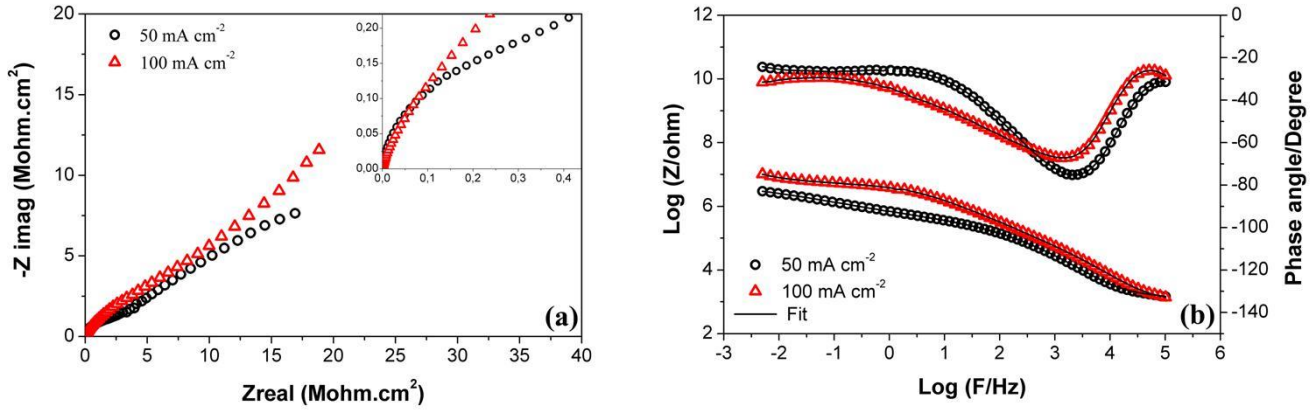 20
15
10
5
0
-Z imag (Mohm.cm²)
50 mA cm⁻²
100 mA cm⁻²
0,20
0,15
0,10
0,05
0,00
0,0 0,1 0,2 0,3 0,4
(a)
0 5 10 15 20 25 30 35 40
Zreal (Mohm.cm²)
12
10
8
6
4
2
Log (Z/ohm)
50 mA cm⁻²
100 mA cm⁻²
Fit
(b)
0
-20
-40
-60
-80
-100
-120
-140
Phase angle/Degree
-3 -2 -1 0 1 2 3 4 5 6
Log (F/Hz)